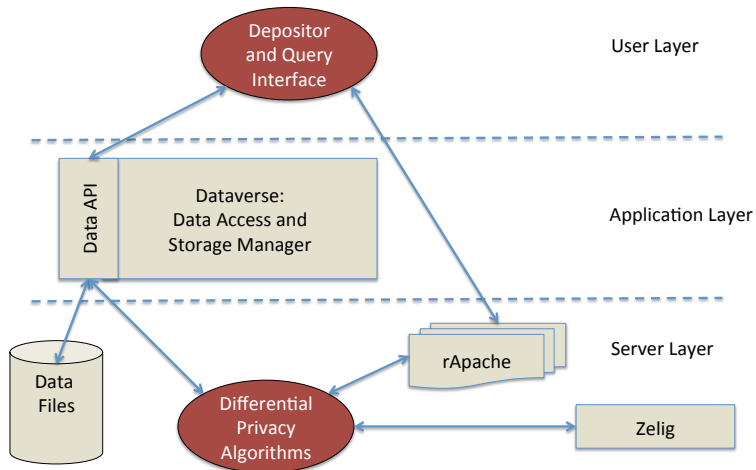 Depositor
and Query
Interface
User Layer
Data API
Dataverse:
Data Access and
Storage Manager
Application Layer
Server Layer
rApache
Data
Files
Differential
Privacy
Algorithms
Zelig